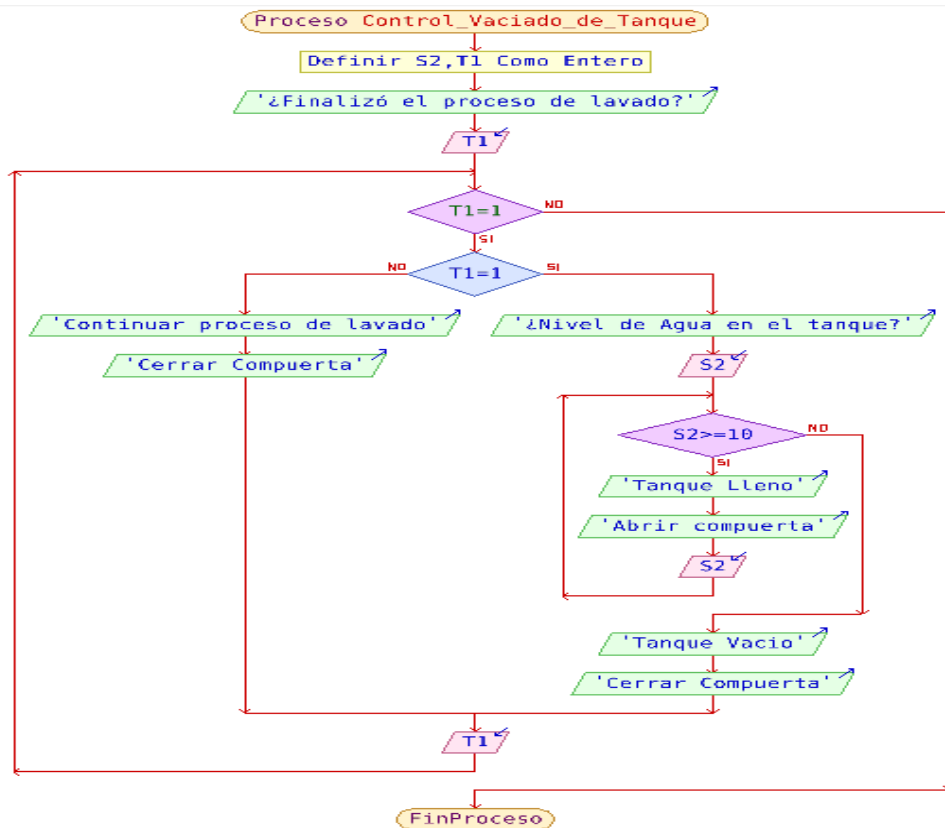 Proceso Control_Vaciado_de_Tanque
Definir S2,T1 Como Entero
'¿Finalizó el proceso de lavado?'
T1
T1=1
NO
SI
T1=1
NO
SI
'Continuar proceso de lavado'
'Cerrar Compuerta'
'¿Nivel de Agua en el tanque?'
S2
S2>=10
NO
SI
'Tanque Lleno'
'Abrir compuerta'
S2
'Tanque Vacio'
'Cerrar Compuerta'
T1
FinProceso